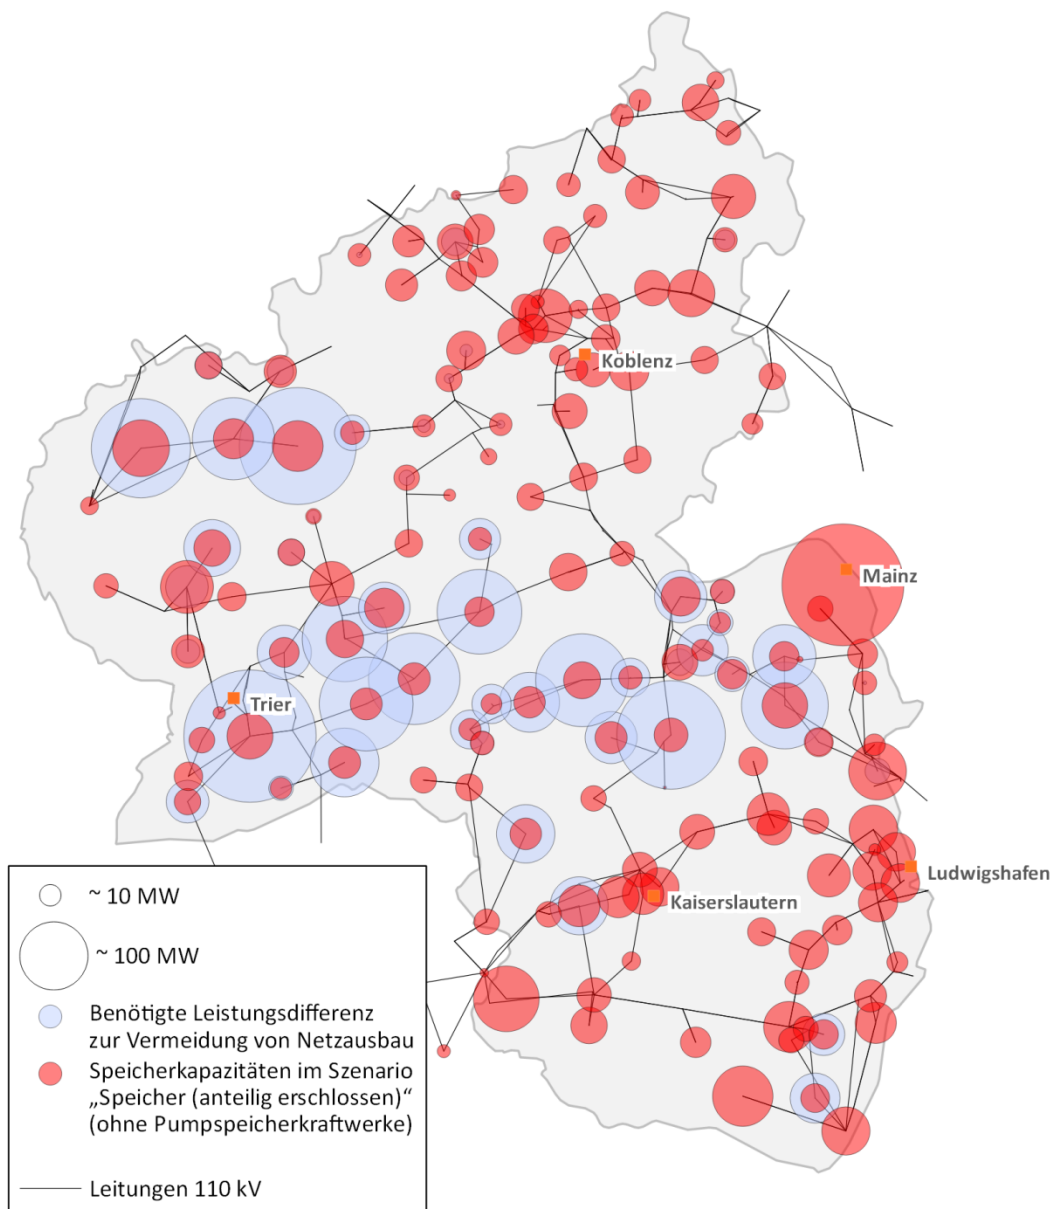 Koblenz
Mainz
Trier
Ludwigshafen
Kaiserslautern
~ 10 MW
~ 100 MW
Benötigte Leistungsdifferenz
zur Vermeidung von Netzausbau
Speicherkapazitäten im Szenario
„Speicher (anteilig erschlossen)“
(ohne Pumpspeicherkraftwerke)
Leitungen 110 kV